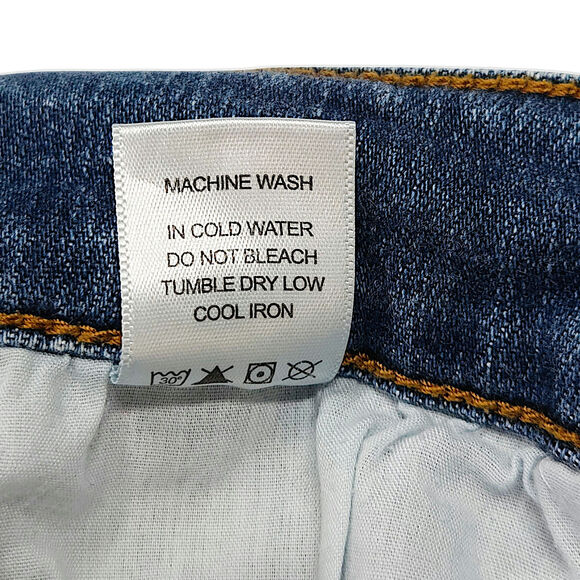 MACHINE WASH
IN COLD WATER
DO NOT BLEACH
TUMBLE DRY LOW
COOL IRON
30°